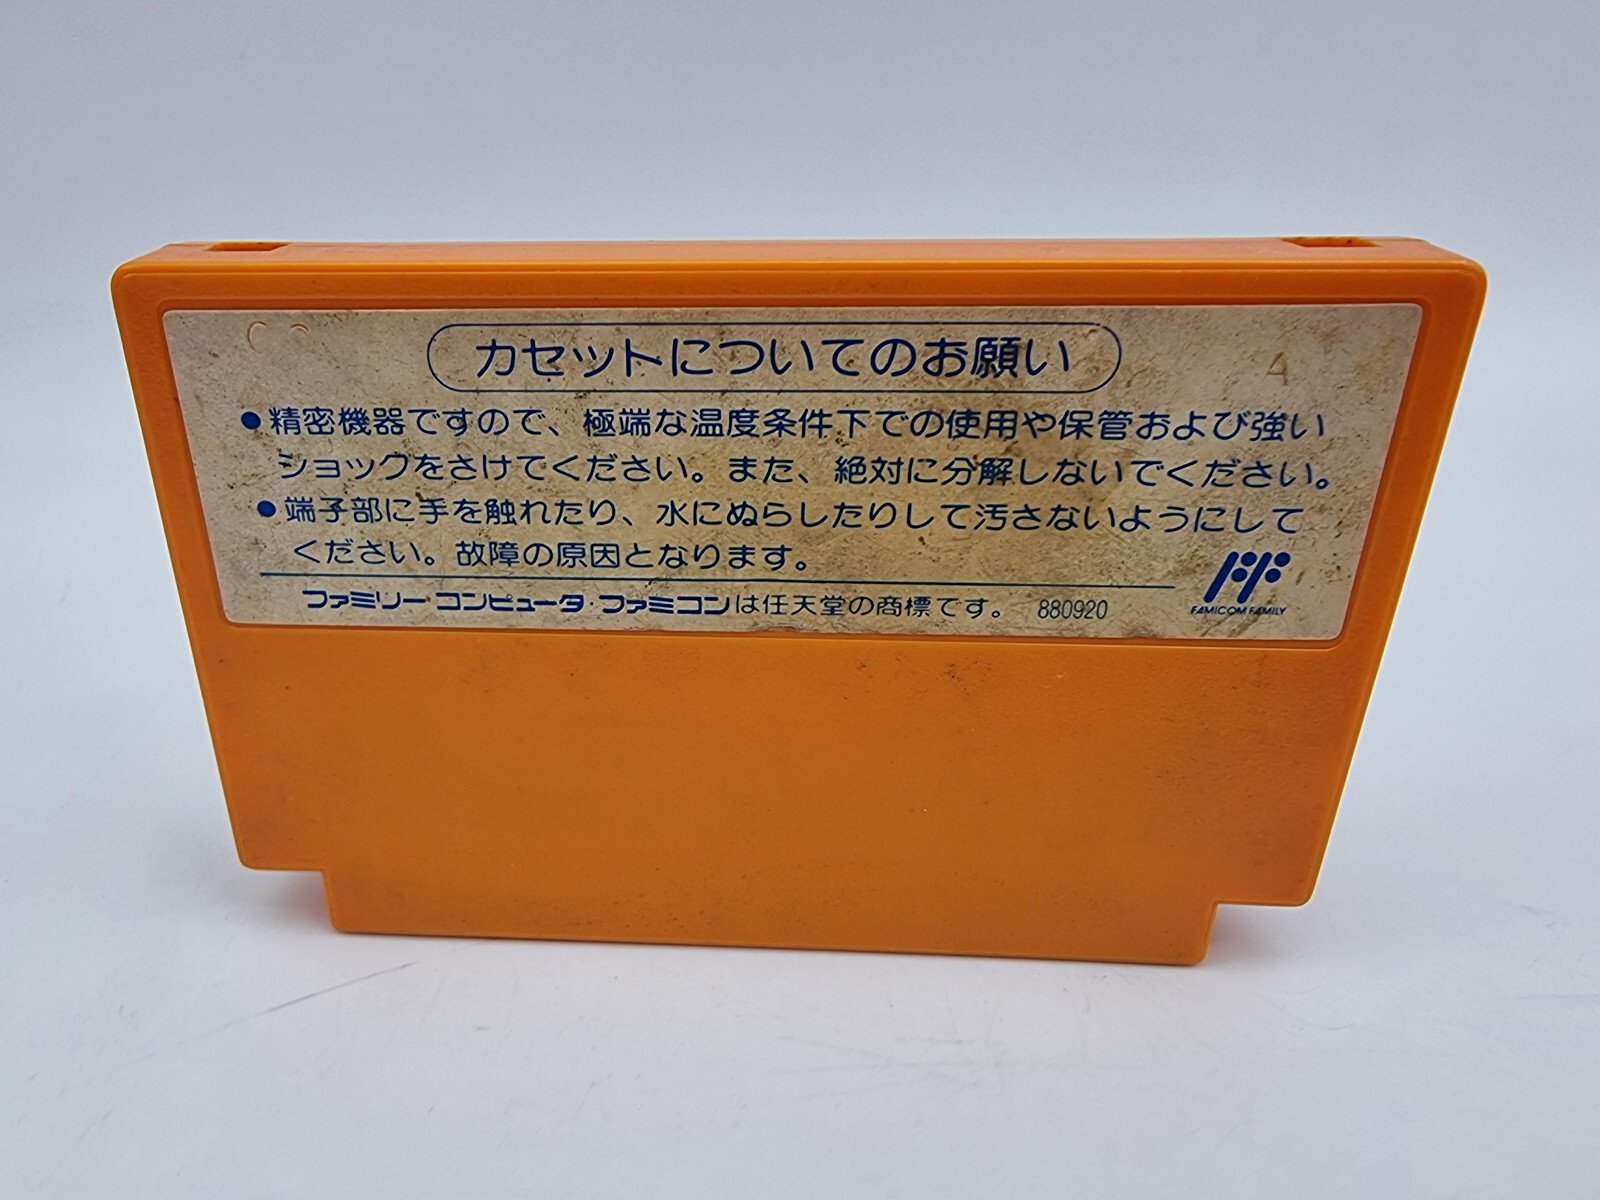 カセットについてのお願い
●精密機器ですので、極端な温度条件下での使用や保管および強い
ショックをさけてください。また、絶対に分解しないでください。
●端子部に手を触れたり、水にぬらしたりして汚さないようにして
ください。故障の原因となります。
ファミリーコンピュータ・ファミコンは任天堂の商標です。 880920
FAMICOM FAMILY